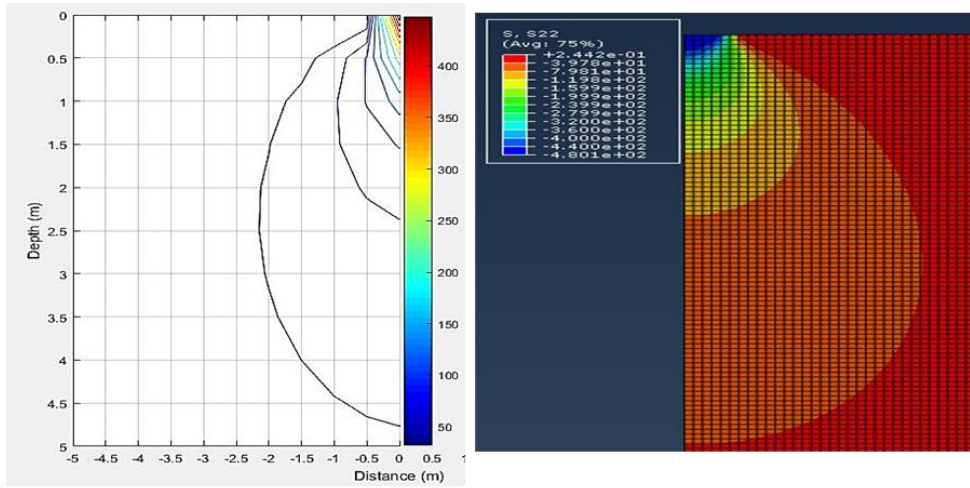 0
0.5
1
1.5
2
2.5
3
3.5
4
4.5
5
Depth (m)
-5 -4.5 -4 -3.5 -3 -2.5 -2 -1.5 -1 -0.5 0 0.5
Distance (m)
400
350
300
250
200
150
100
50
S, S22
(Avg: 75%)
+2.442e-01
-3.978e+01
-7.981e+01
-1.198e+02
-1.599e+02
-1.999e+02
-2.399e+02
-2.799e+02
-3.200e+02
-3.600e+02
-4.000e+02
-4.400e+02
-4.801e+02